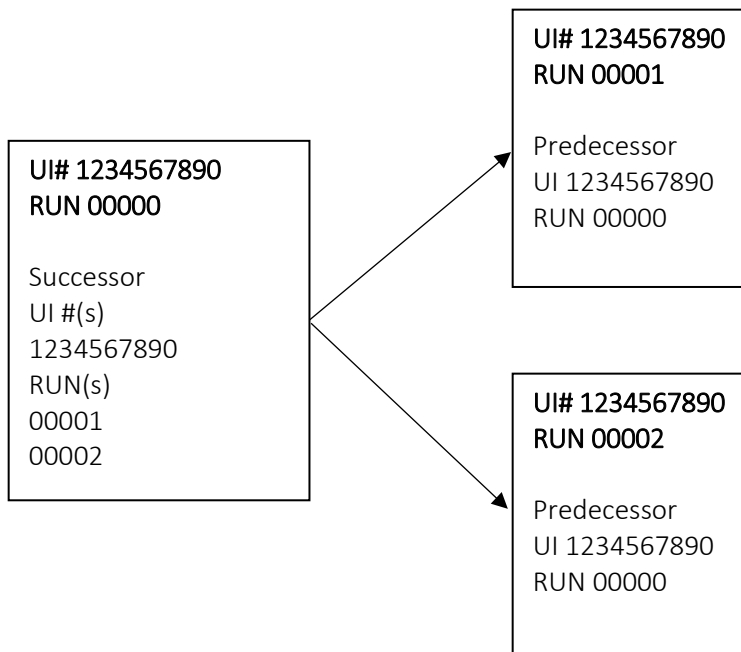 UI# 1234567890
RUN 00000
Successor
UI #(s)
1234567890
RUN(s)
00001
00002
UI# 1234567890
RUN 00001
Predecessor
UI 1234567890
RUN 00000
UI# 1234567890
RUN 00002
Predecessor
UI 1234567890
RUN 00000